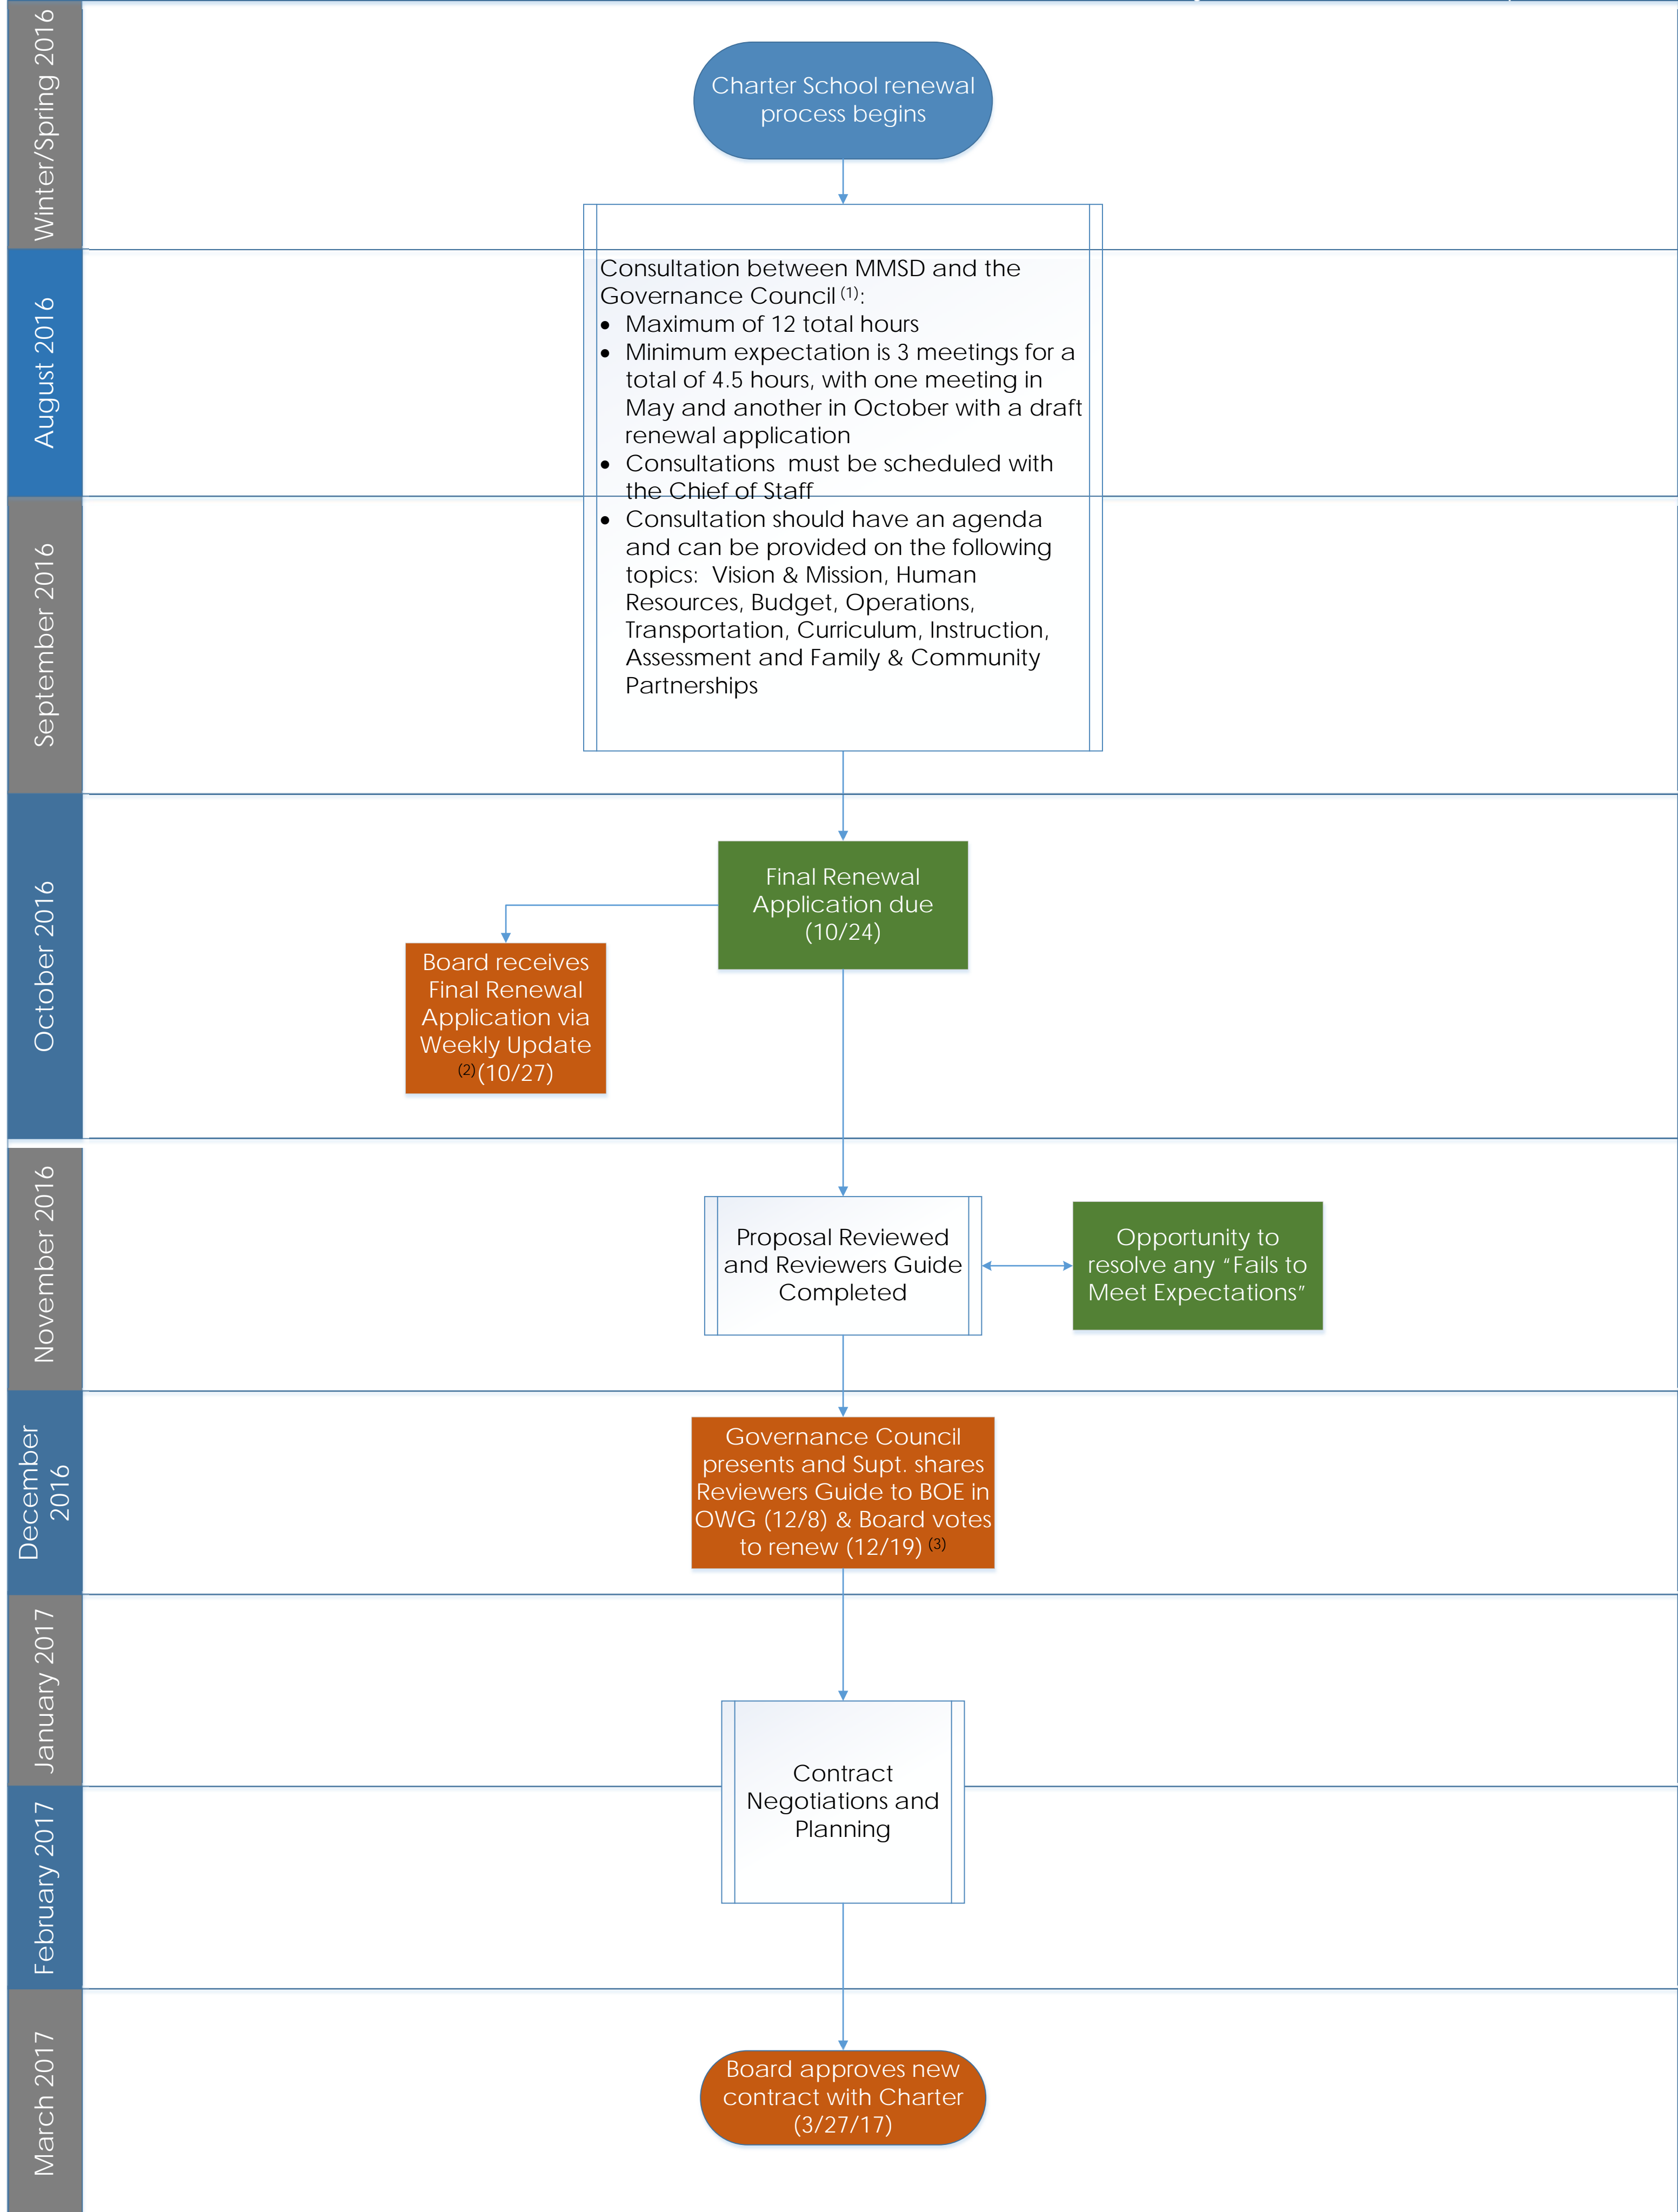 Winter/Spring 2016
Charter School renewal
process begins
August 2016
September 2016
Consultation between MMSD and the
Governance Council (1):
• Maximum of 12 total hours
• Minimum expectation is 3 meetings for a
total of 4.5 hours, with one meeting in
May and another in October with a draft
renewal application
• Consultations  must be scheduled with
the Chief of Staff
• Consultation should have an agenda
and can be provided on the following
topics:  Vision & Mission, Human
Resources, Budget, Operations,
Transportation, Curriculum, Instruction,
Assessment and Family & Community
Partnerships
October 2016
Final Renewal
Application due
(10/24)
Board receives
Final Renewal
Application via
Weekly Update
(2)(10/27)
November 2016
Proposal Reviewed
and Reviewers Guide
Completed
Opportunity to
resolve any “Fails to
Meet Expectations”
December
2016
Governance Council
presents and Supt. shares
Reviewers Guide to BOE in
OWG (12/8) & Board votes
to renew (12/19) (3)
January 2017
February 2017
Contract
Negotiations and
Planning
March 2017
Board approves new
contract with Charter
(3/27/17)